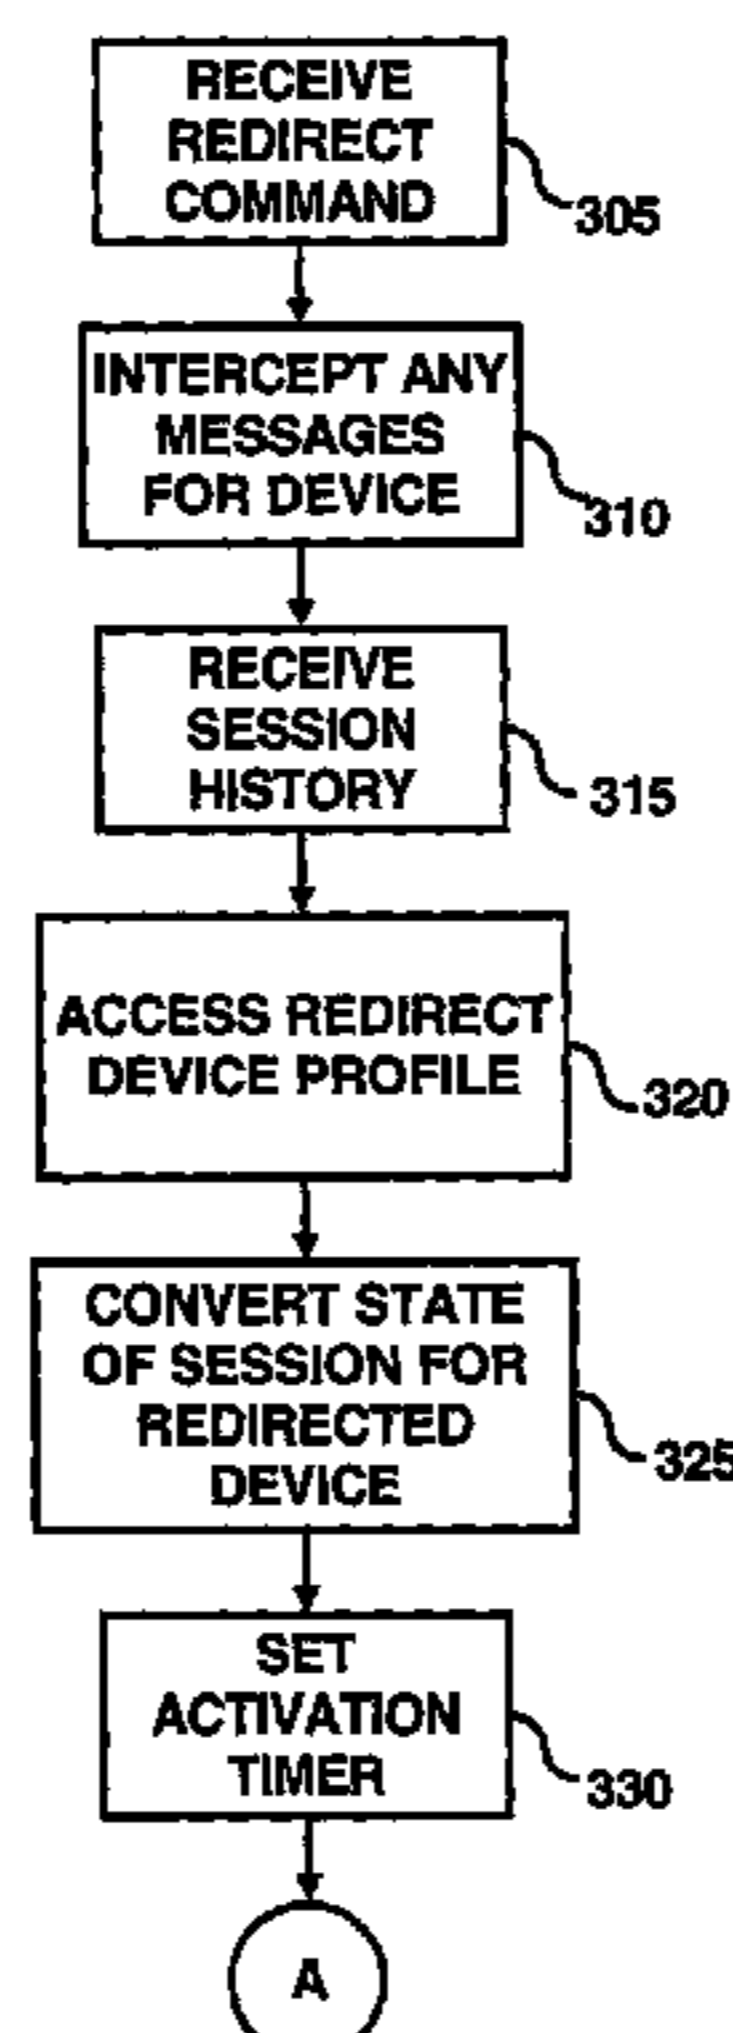 RECEIVE
REDIRECT
COMMAND
305
INTERCEPT ANY
MESSAGES
FOR DEVICE
310
RECEIVE
SESSION
HISTORY
315
ACCESS REDIRECT
DEVICE PROFILE
320
CONVERT STATE
OF SESSION FOR
REDIRECTED
DEVICE
325
SET
ACTIVATION
TIMER
330
A